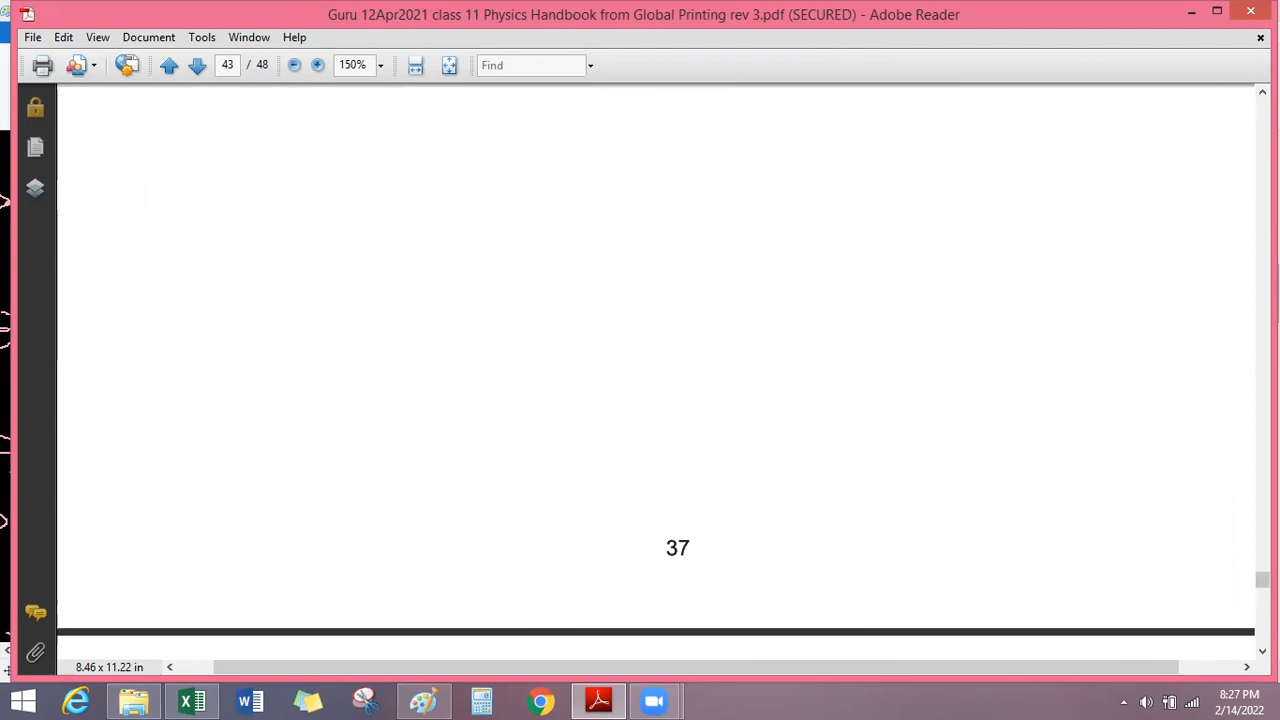 Guru 12Apr2021 class 11 Physics Handbook from Global Printing rev 3.pdf (SECURED) - Adobe Reader
File Edit View Document Tools Window Help
43 / 48 150% Find
37
8.46 x 11.22 in
8:27 PM
2/14/2022